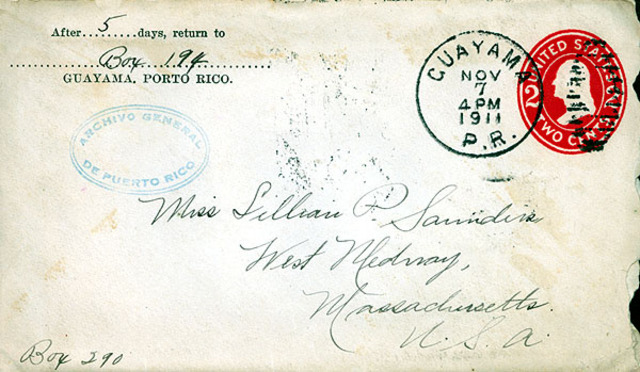 After.........5.........days, return to
Box 194
GUAYAMA, PORTO RICO.
GUAYAMA
NOV
7
4 PM
1911
P.R.
UNITED STATES
2
TWO CENTS
ARCHIVO GENERAL
DE PUERTO RICO
Miss Lillian P. Saunders
West Medway,
Massachusetts.
U.S.A.
Box 290